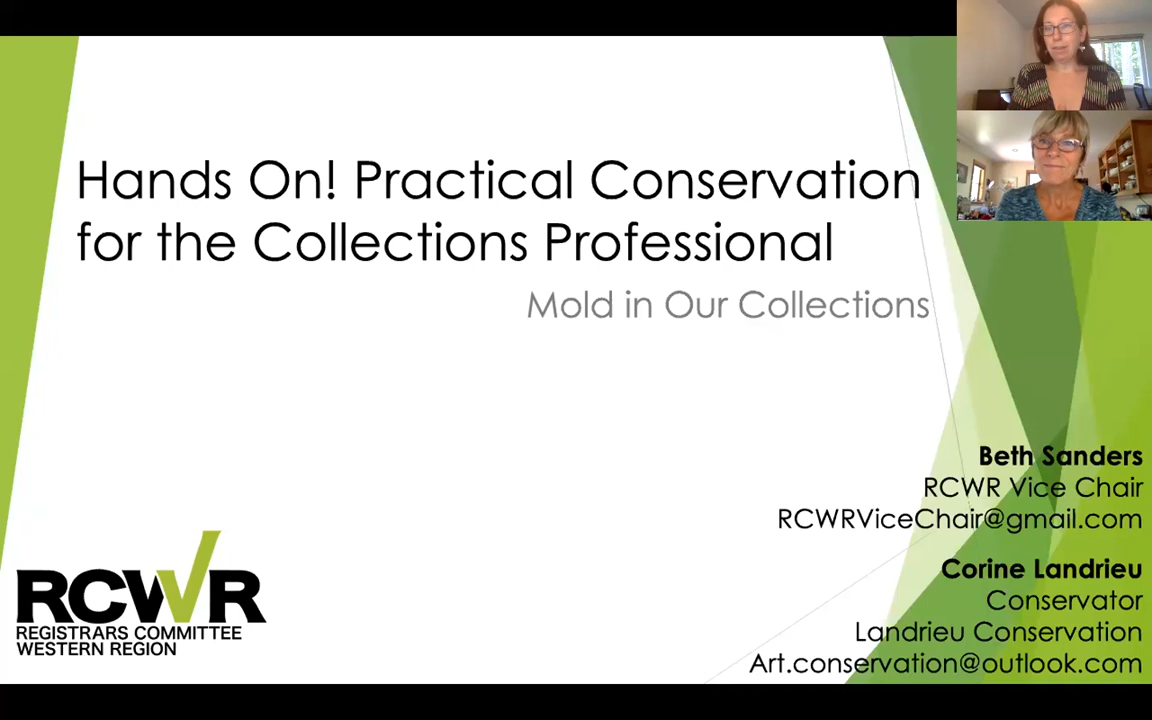 Hands On! Practical Conservation
for the Collections Professional
Mold in Our Collections
Beth Sanders
RCWR Vice Chair
RCWRViceChair@gmail.com
Corine Landrieu
Conservator
Landrieu Conservation
Art.conservation@outlook.com
RCWR
REGISTRARS COMMITTEE
WESTERN REGION